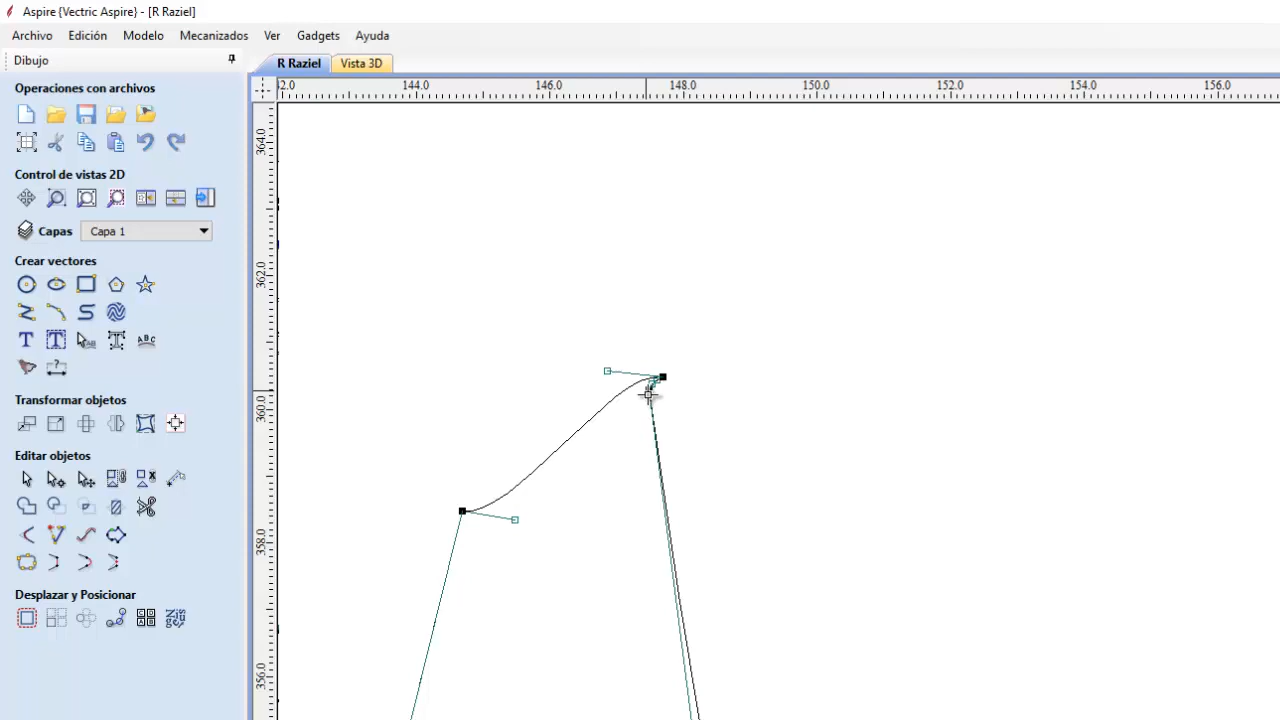 Aspire {Vectric Aspire} - [R Raziel]
Archivo Edición Modelo Mecanizados Ver Gadgets Ayuda
Dibujo
R Raziel Vista 3D
Operaciones con archivos
Control de vistas 2D
Capas Capa 1
Crear vectores
Transformar objetos
Editar objetos
Desplazar y Posicionar
2.0 144.0 146.0 148.0 150.0 152.0 154.0 156.0
364.0
362.0
360.0
358.0
356.0